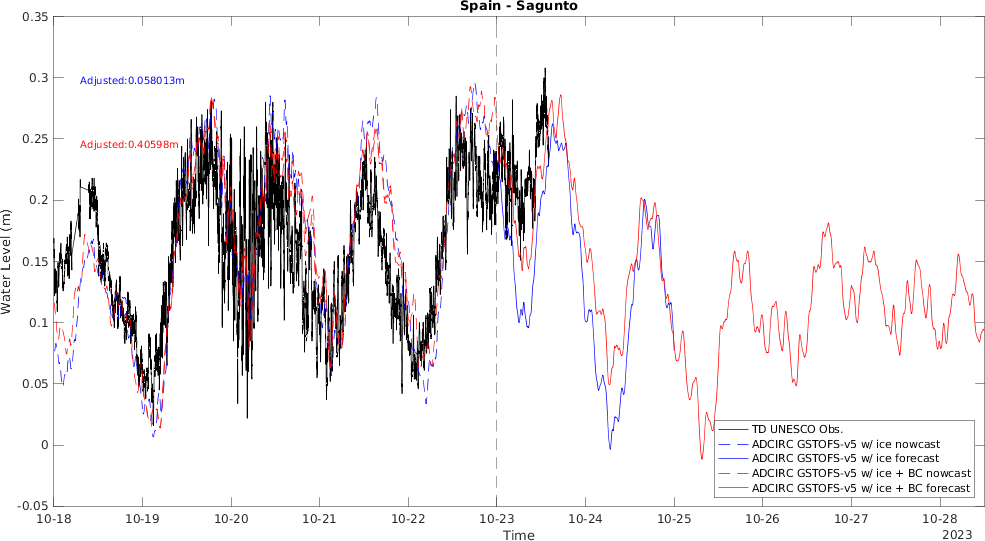 Spain - Sagunto
0.35
0.3
0.25
0.2
0.15
0.1
0.05
0
-0.05
Water Level (m)
Adjusted:0.058013m
Adjusted:0.40598m
TD UNESCO Obs.
ADCIRC GSTOFS-v5 w/ ice nowcast
ADCIRC GSTOFS-v5 w/ ice forecast
ADCIRC GSTOFS-v5 w/ ice + BC nowcast
ADCIRC GSTOFS-v5 w/ ice + BC forecast
10-18 10-19 10-20 10-21 10-22 10-23 10-24 10-25 10-26 10-27 10-28
Time
2023